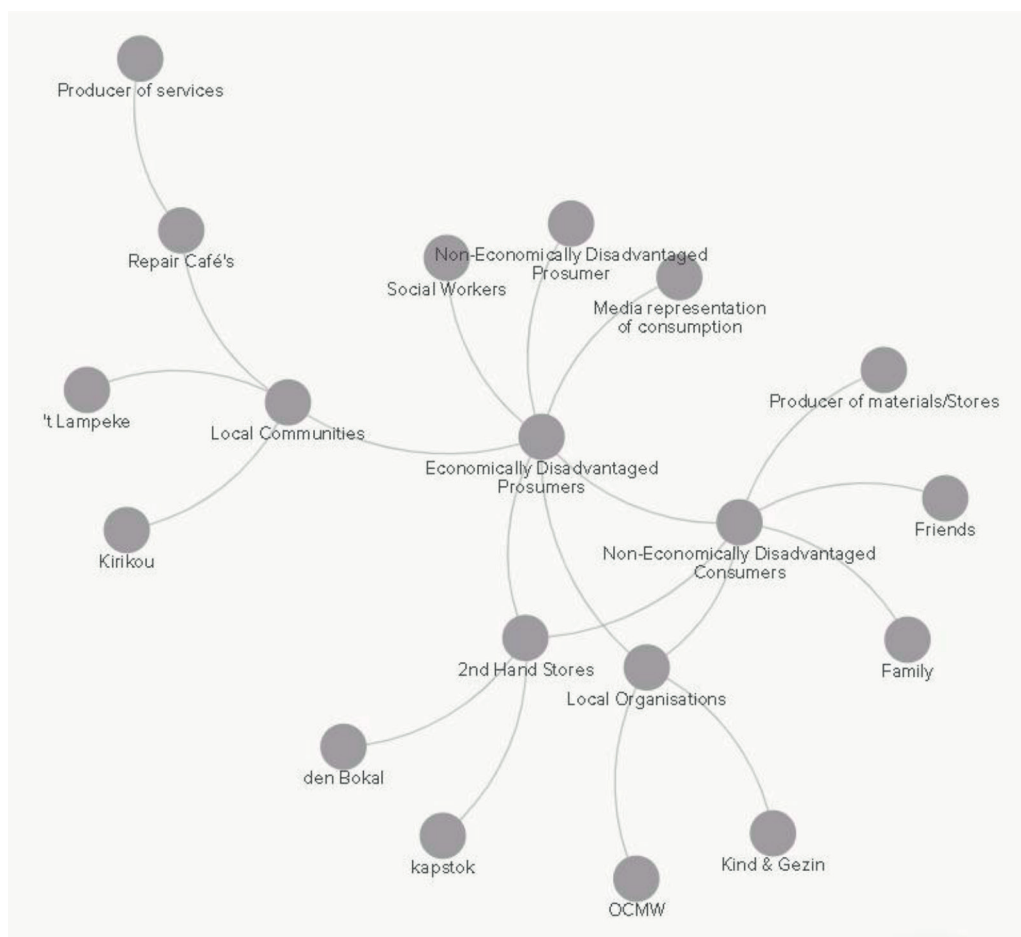 Producer of services
Repair Café's
Non-Economically Disadvantaged
Prosumer
Social Workers
Media representation
of consumption
Producer of materials/Stores
't Lampeke
Local Communities
Economically Disadvantaged
Prosumers
Friends
Non-Economically Disadvantaged
Consumers
Kirikou
2nd Hand Stores
Family
Local Organisations
den Bokal
kapstok
Kind & Gezin
OCMW